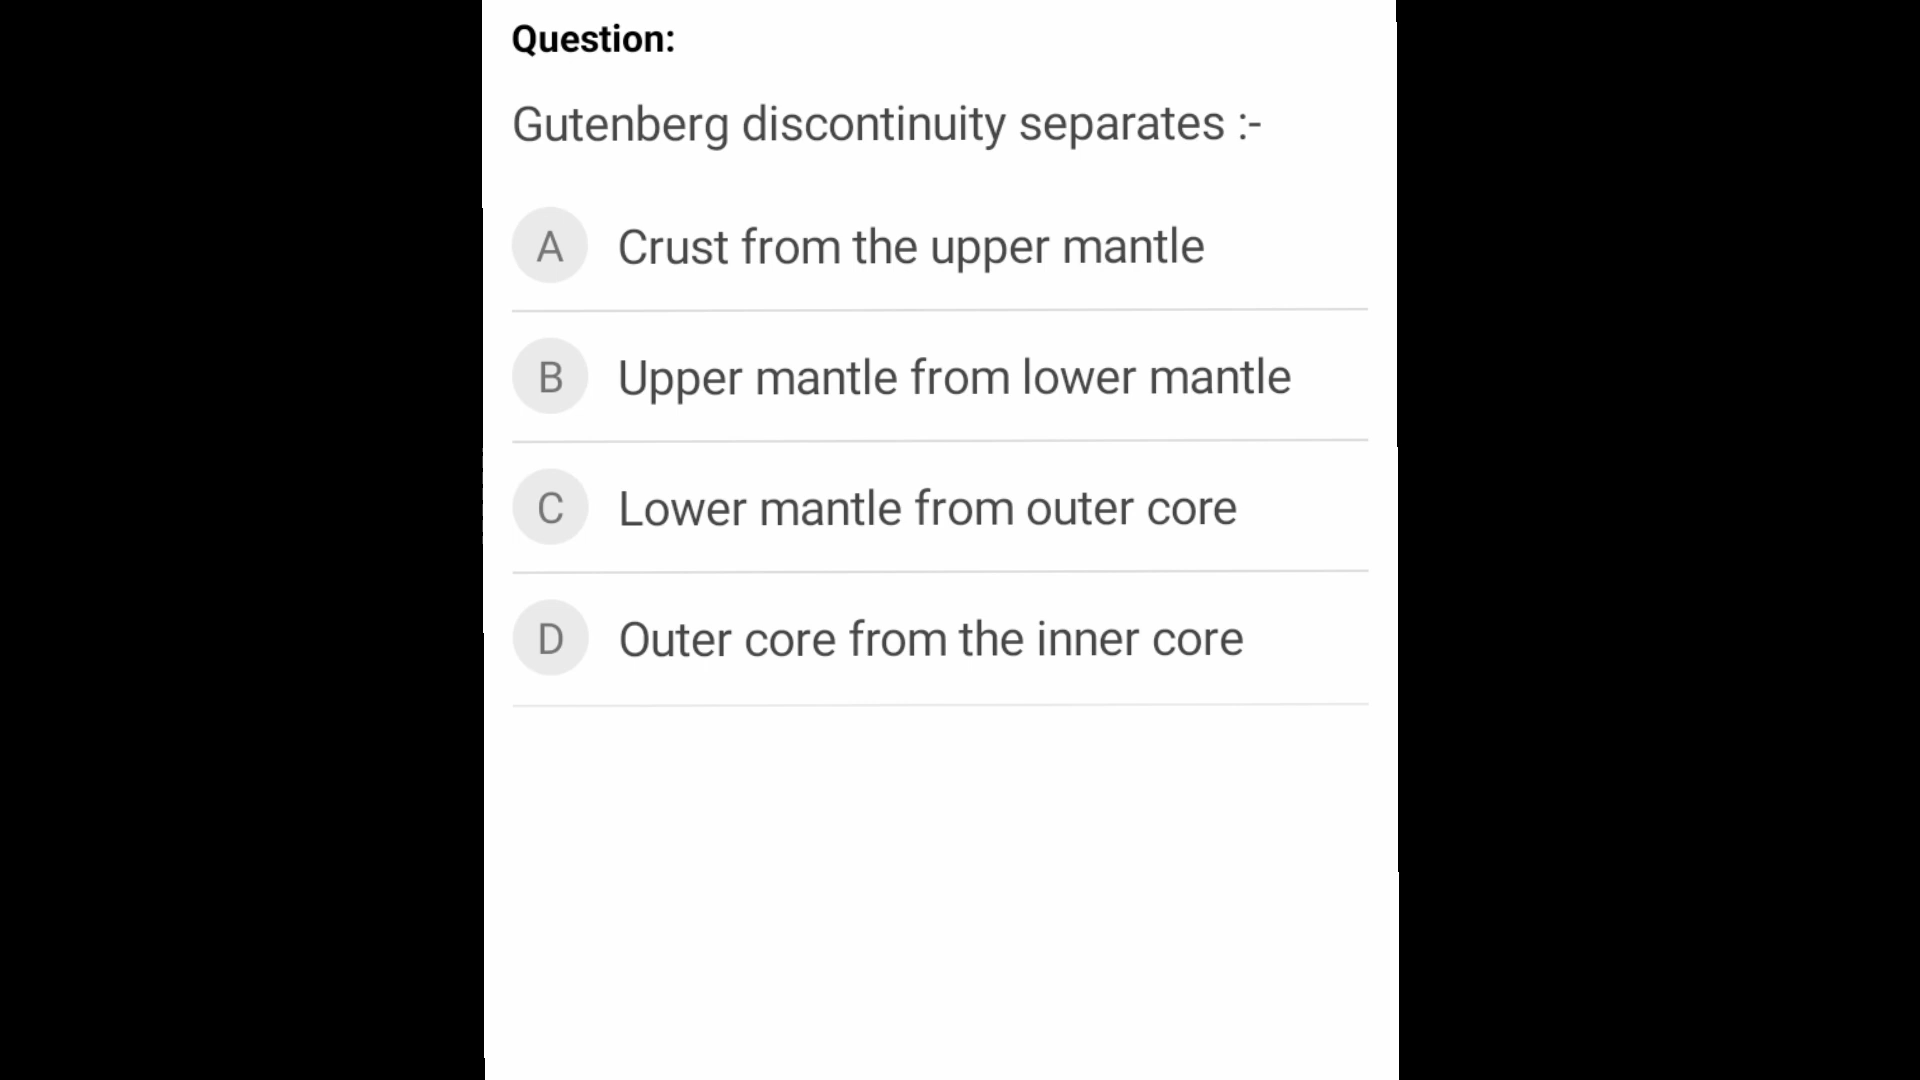 Question:
Gutenberg discontinuity separates :-
A Crust from the upper mantle
B Upper mantle from lower mantle
C Lower mantle from outer core
D Outer core from the inner core